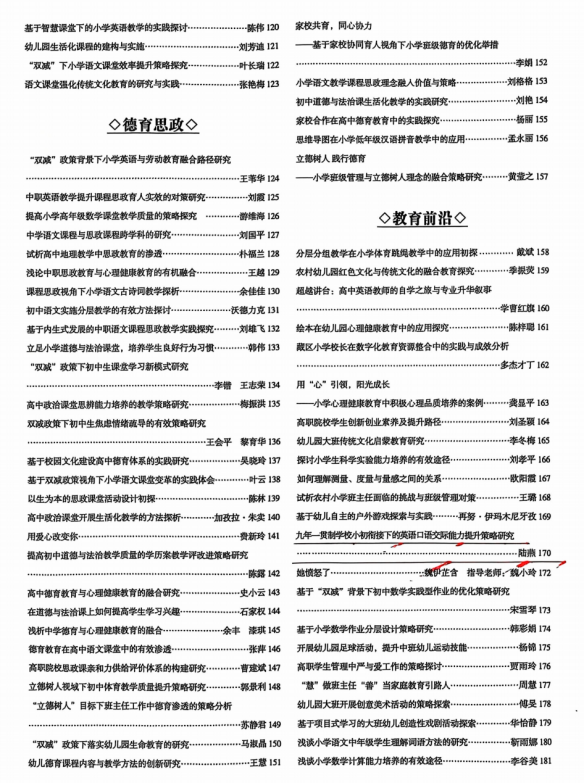 基于智慧课堂下的小学英语教学的实践探讨⋯⋯⋯⋯陈伟 120
幼儿园生活化课程的建构与实施⋯⋯⋯⋯刘芳迪 121
“双减”下小学语文课堂效率提升策略探究⋯⋯⋯⋯叶长瑞 122
语文课堂强化传统文化教育的研究与实践⋯⋯⋯⋯张艳梅 123
◇德育思政◇
“双减”政策背景下小学英语与劳动教育融合路径研究
⋯⋯⋯⋯王苇华 124
中职英语教学提升课程思政育人实效的对策研究⋯⋯⋯⋯刘霞 125
提高小学高年级数学课堂教学质量的策略探究 ⋯⋯⋯⋯游维海 126
中学语文课程与思政课程跨学科的研究⋯⋯⋯⋯刘国平 127
试析高中地理教学中思政教育的渗透⋯⋯⋯⋯朴福兰 128
浅论中职思政教育与心理健康教育的有机融合⋯⋯⋯⋯王越 129
课程思政视角下小学语文古诗词教学探析⋯⋯⋯⋯余佳佳 130
初中语文实施分层教学的有效方法探讨⋯⋯⋯⋯沃德力克 131
基于内生式发展的中职语文课程思政教学实践探究⋯⋯⋯⋯刘维飞 132
立足小学道德与法治课堂，培养学生良好行为习惯⋯⋯⋯⋯韩伟 133
“双减”政策下初中生课堂学习新模式研究
⋯⋯⋯⋯李锴 王志荣 134
高中政治课堂思辨能力培养的教学策略研究⋯⋯⋯⋯梅振洪 135
双减政策下初中生焦虑情绪疏导的有效策略研究
⋯⋯⋯⋯王会平 黎育华 136
基于校园文化建设高中德育体系的实践研究⋯⋯⋯⋯吴晓玲 137
基于双减政策视角下小学语文课堂变革的实践体会⋯⋯⋯⋯叶云 138
以生为本的思政课堂活动设计初探⋯⋯⋯⋯陈林 139
高中政治课堂开展生活化教学的方法探析⋯⋯⋯⋯加孜拉·朱卖 140
用爱心改变你⋯⋯⋯⋯费新玲 141
提高初中道德与法治教学质量的学历案教学评改进策略研究
⋯⋯⋯⋯陈露 142
高中德育教育与心理健康教育的融合研究⋯⋯⋯⋯史小云 143
在道德与法治课上如何提高学生学习兴趣⋯⋯⋯⋯石家权 144
浅析中学德育与心理健康教育的融合⋯⋯⋯⋯余丰 漆琪 145
德育教育在高中语文课堂中的有效渗透⋯⋯⋯⋯张萍 146
高职院校思政课亲和力供给评价体系的构建研究⋯⋯⋯⋯曹建斌 147
立德树人视域下初中体育教学质量提升策略研究⋯⋯⋯⋯郭景利 148
“立德树人”目标下班主任工作中德育渗透的策略分析
⋯⋯⋯⋯苏静君 149
“双减”政策下落实幼儿园生命教育的研究⋯⋯⋯⋯马淑晶 150
幼儿德育课程内容与教学方法的创新研究⋯⋯⋯⋯王慧 151
家校共育，同心协力
——基于家校协同育人视角下小学班级德育的优化举措
⋯⋯⋯⋯李娟 152
小学语文教学课程思政理念融入价值与策略⋯⋯⋯⋯刘格格 153
初中道德与法治课生活化教学的实践研究⋯⋯⋯⋯刘艳 154
家校合作在高中德育教育中的实践探究⋯⋯⋯⋯杨丽 155
思维导图在小学低年级汉语拼音教学中的应用⋯⋯⋯⋯孟永丽 156
立德树人 践行德育
——小学班级管理与立德树人理念的融合策略研究⋯⋯⋯⋯黄莹之 157
◇教育前沿◇
分层分组教学在小学体育跳绳教学中的应用初探⋯⋯⋯⋯戴斌 158
农村幼儿园红色文化与传统文化的融合教育探究⋯⋯⋯⋯季振荧 159
超越讲台：高中英语教师的自学之旅与专业升华叙事
⋯⋯⋯⋯学曹红旗 160
绘本在幼儿园心理健康教育中的应用探究⋯⋯⋯⋯陈梓聪 161
藏区小学校长在数字化教育资源整合中的实践与成效分析
⋯⋯⋯⋯多杰才丁 162
用“心”引领，阳光成长
——小学心理健康教育中积极心理品质培养的案例⋯⋯⋯⋯龚显平 163
高职院校学生创新创业素养及提升路径⋯⋯⋯⋯刘圣颖 164
幼儿园大班传统文化启蒙教育研究⋯⋯⋯⋯李冬梅 165
探讨小学科学实验能力培养的有效途径⋯⋯⋯⋯刘孝平 166
如何理解测量、度量与量感之间的关系⋯⋯⋯⋯欧阳霞 167
试析农村小学班主任面临的挑战与班级管理对策⋯⋯⋯⋯王璐 168
基于幼儿自主的户外游戏探索与实践⋯⋯⋯⋯再努·伊玛木尼牙孜 169
九年一贯制学校小初衔接下的英语口语交际能力提升策略研究
⋯⋯⋯⋯陆燕 170
她愤怒了⋯⋯⋯⋯魏伊芷含 指导老师：魏小玲 172
基于“双减”背景下初中数学实践型作业的优化策略研究
⋯⋯⋯⋯宋雪琴 173
基于小学数学作业分层设计策略研究⋯⋯⋯⋯韩彩娟 174
开展幼儿园足球活动，提升中班幼儿运动技能⋯⋯⋯⋯杨锦 175
高职学生管理中严与爱工作的策略探讨⋯⋯⋯⋯贾雨玲 176
“慧”做班主任“善”当家庭教育引路人⋯⋯⋯⋯周慧 177
幼儿园大班开展创意美术活动的策略探索⋯⋯⋯⋯傅昊 178
基于项目式学习的大班幼儿创造性戏剧活动探索⋯⋯⋯⋯华怡静 179
浅谈小学语文中年级学生理解词语方法的研究⋯⋯⋯⋯靳雨娜 180
浅谈小学数学计算能力培养的有效途径⋯⋯⋯⋯李谷美 181